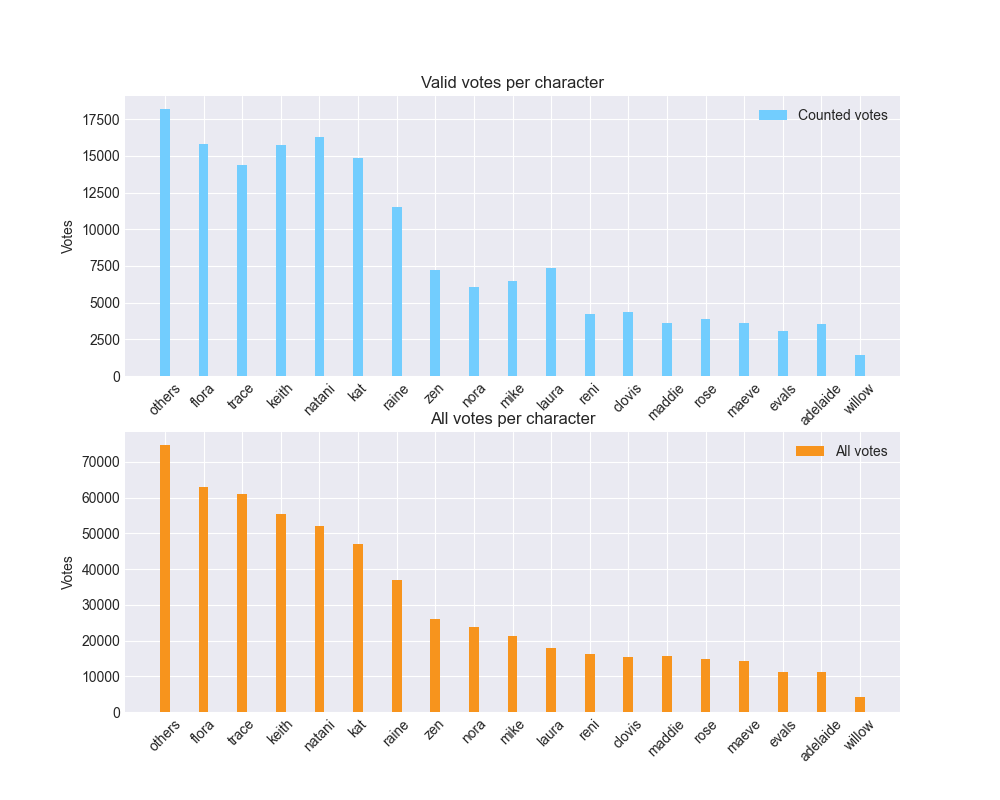 Valid votes per character
Counted votes
Votes
17500
15000
12500
10000
7500
5000
2500
0
others flora trace keith natani kat raine zen nora mike laura reni clovis maddie rose maeve evals adelaide willow
All votes per character
All votes
Votes
70000
60000
50000
40000
30000
20000
10000
0
others flora trace keith natani kat raine zen nora mike laura reni clovis maddie rose maeve evals adelaide willow